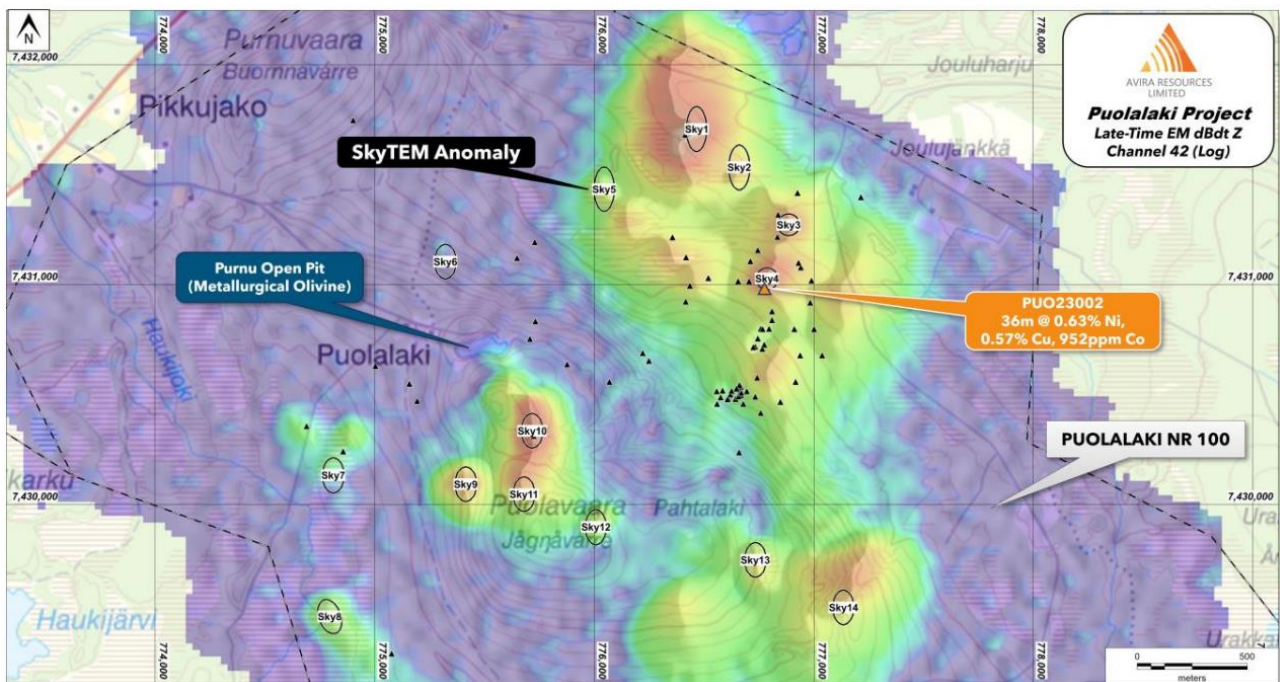 N
774,000
775,000
776,000
777,000
778,000
7,432,000
Purnuvaara
Buornnavárre
Pikkujako
Jouluharju
AVIRA RESOURCES
LIMITED
Puolalaki Project
Late-Time EM dBdt Z
Channel 42 (Log)
SkyTEM Anomaly
Sky1
Sky2
Sky5
Joulujänkkä
Sky3
Purnu Open Pit
(Metallurgical Olivine)
Sky6
7,431,000
7,431,000
Sky4
PUO23002
36m @ 0.63% Ni,
0.57% Cu, 952ppm Co
Haukijoki
Puolalaki
Sky10
PUOLALAKI NR 100
karku
Sky7
Sky9
Sky11
7,430,000
Puolavaara
Pahtalaki
7,430,000
Sky12
Sky13
Sky8
Sky14
Haukijärvi
774,000
775,000
776,000
777,000
778,000
0
500
meters